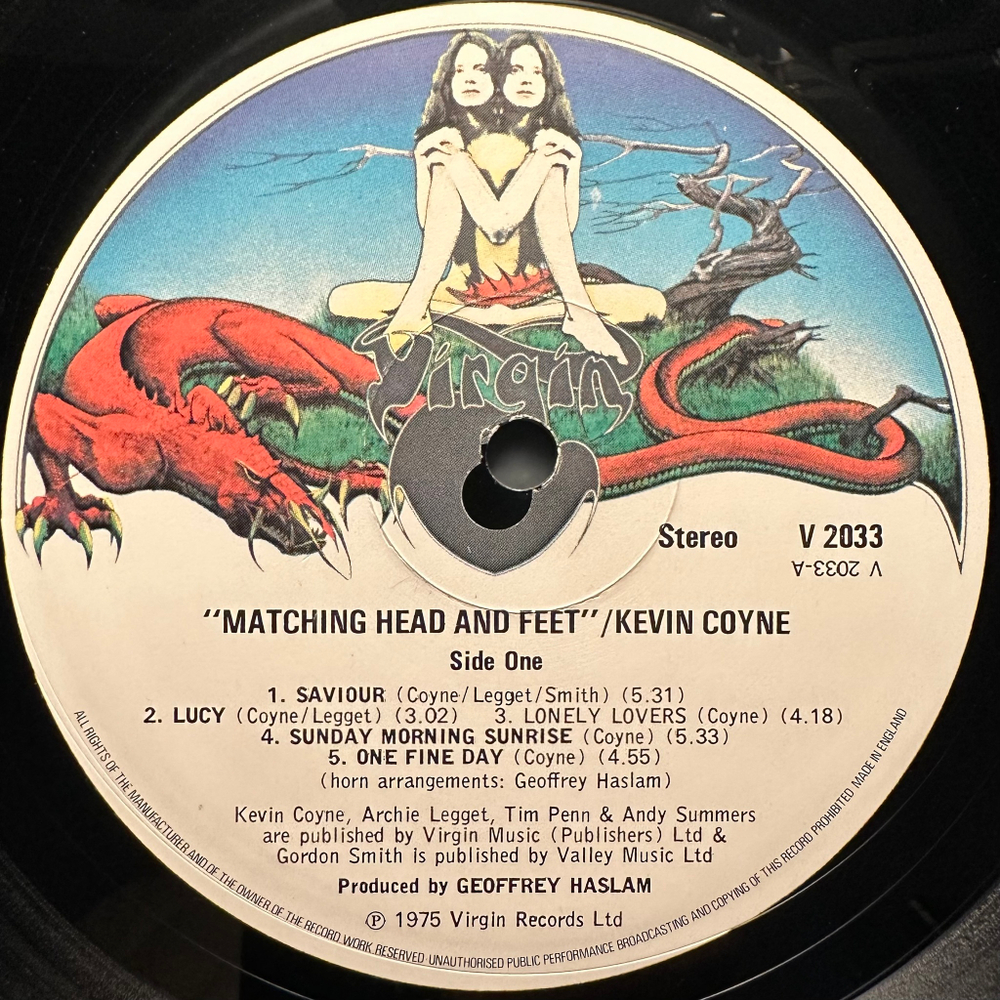 Virgin
Stereo V 2033
V 2033-A
"MATCHING HEAD AND FEET"/KEVIN COYNE
Side One
1. SAVIOUR (Coyne/Legget/Smith) (5.31)
2. LUCY (Coyne/Legget) (3.02) 3. LONELY LOVERS (Coyne) (4.18)
4. SUNDAY MORNING SUNRISE (Coyne) (5.33)
5. ONE FINE DAY (Coyne) (4.55)
(horn arrangements: Geoffrey Haslam)
Kevin Coyne, Archie Legget, Tim Penn & Andy Summers
are published by Virgin Music (Publishers) Ltd &
Gordon Smith is published by Valley Music Ltd
Produced by GEOFFREY HASLAM
℗ 1975 Virgin Records Ltd
ALL RIGHTS OF THE MANUFACTURER AND OF THE OWNER OF THE RECORD WORK RESERVED UNAUTHORISED PUBLIC PERFORMANCE BROADCASTING AND COPYING OF THIS RECORD PROHIBITED MADE IN ENGLAND